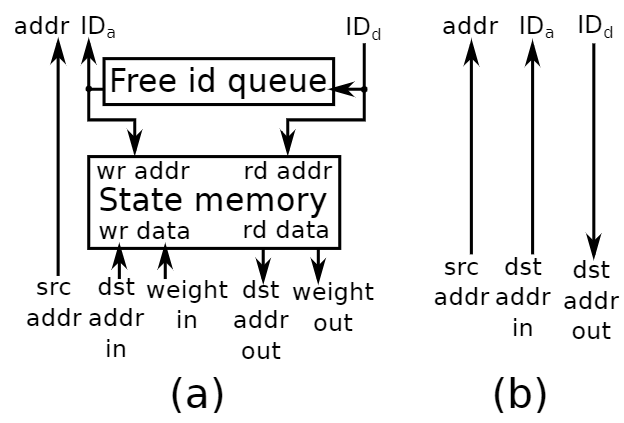 addr IDa IDd
Free id queue
wr addr rd addr
State memory
wr data rd data
src addr
dst addr in
weight in
dst addr out
weight out
(a)
addr IDa IDd
src addr
dst addr in
dst addr out
(b)